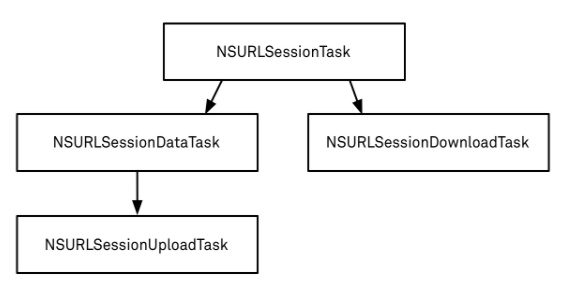 NSURLSessionTask
NSURLSessionDataTask
NSURLSessionDownloadTask
NSURLSessionUploadTask